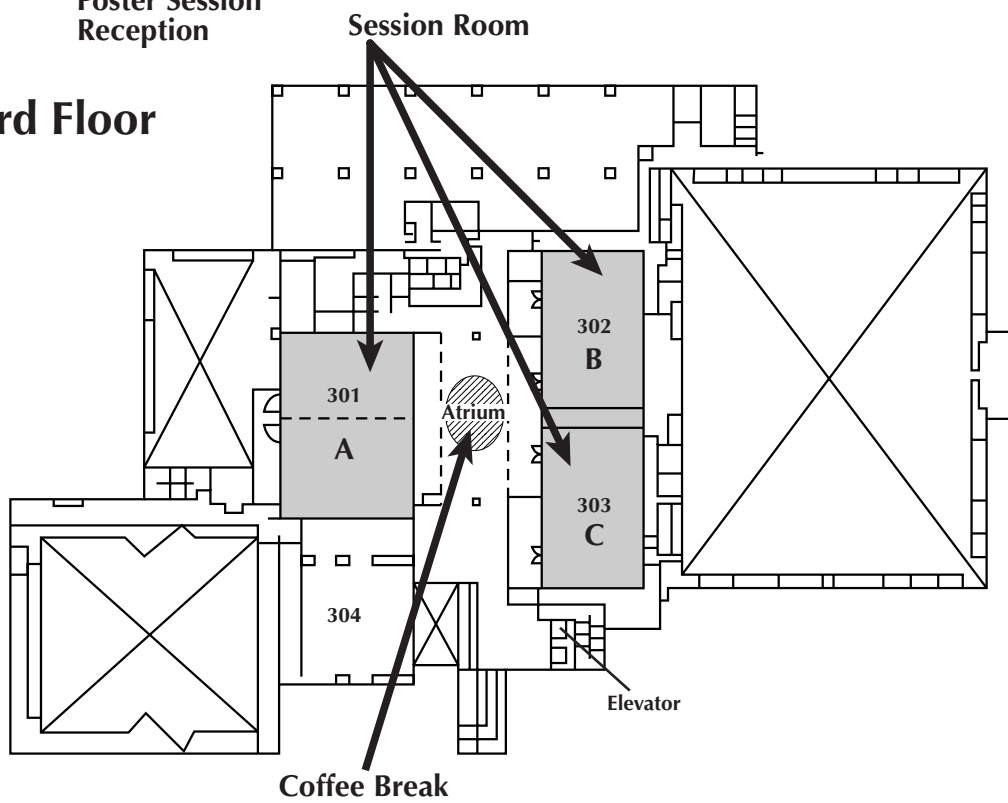 Poster Session
Reception
Session Room
rd Floor
302
B
301
Atrium
A
303
C
304
Elevator
Coffee Break